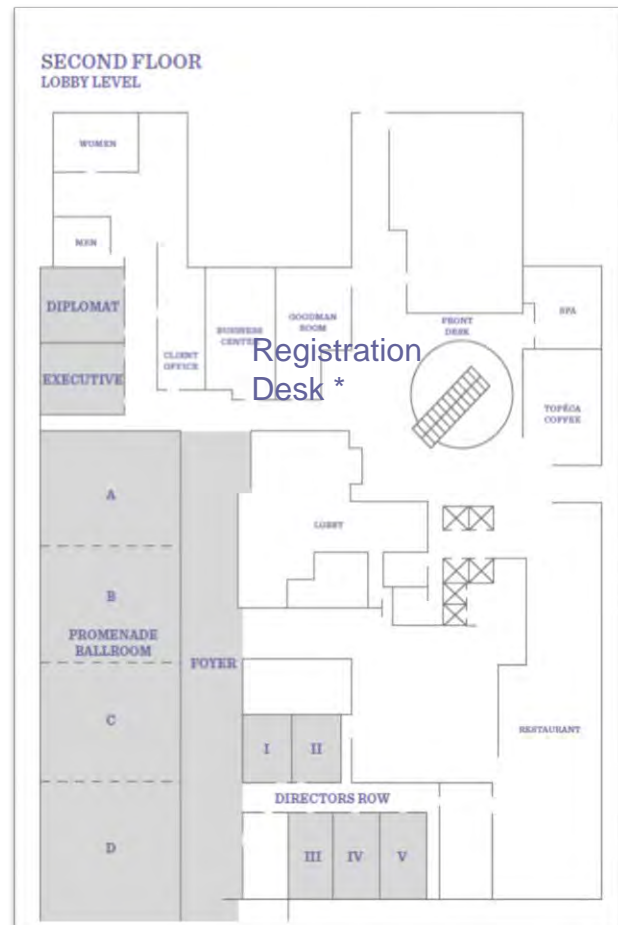 SECOND FLOOR
LOBBY LEVEL
WOMEN
MEN
DIPLOMAT
EXECUTIVE
CLIENT
OFFICE
BUSINESS
CENTER
GOODMAN
ROOM
Registration
Desk *
FRONT
DESK
SPA
TOPÉCA
COFFEE
A
LOBBY
B
PROMENADE
BALLROOM
FOYER
C
I
II
RESTAURANT
DIRECTORS ROW
D
III
IV
V